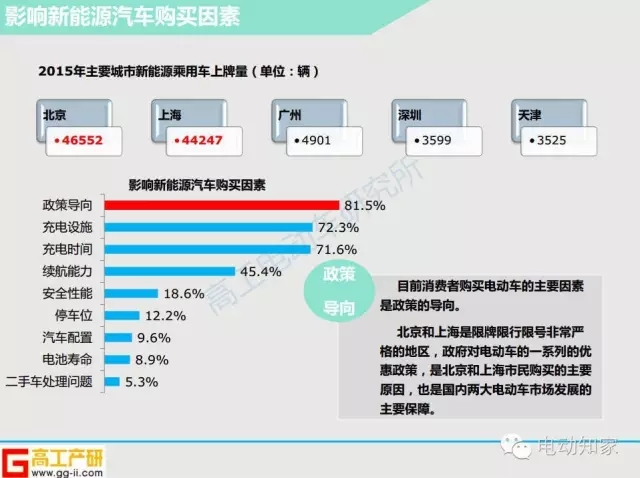 影响新能源汽车购买因素
2015年主要城市新能源乘用车上牌量（单位：辆）
北京
上海
广州
深圳
天津
•46552
•44247
•4901
•3599
•3525
影响新能源汽车购买因素
政策导向 81.5%
充电设施 72.3%
充电时间 71.6%
续航能力 45.4%
安全性能 18.6%
停车位 12.2%
汽车配置 9.6%
电池寿命 8.9%
二手车处理问题 5.3%
政策
导向
目前消费者购买电动车的主要因素
是政策的导向。
北京和上海是限牌限行限号非常严
格的地区，政府对电动车的一系列的优
惠政策，是北京和上海市民购买的主要
原因，也是国内两大电动车市场发展的
主要保障。
高工电动车研究所
G 高工产研
www.gg-ii.com
电动知家